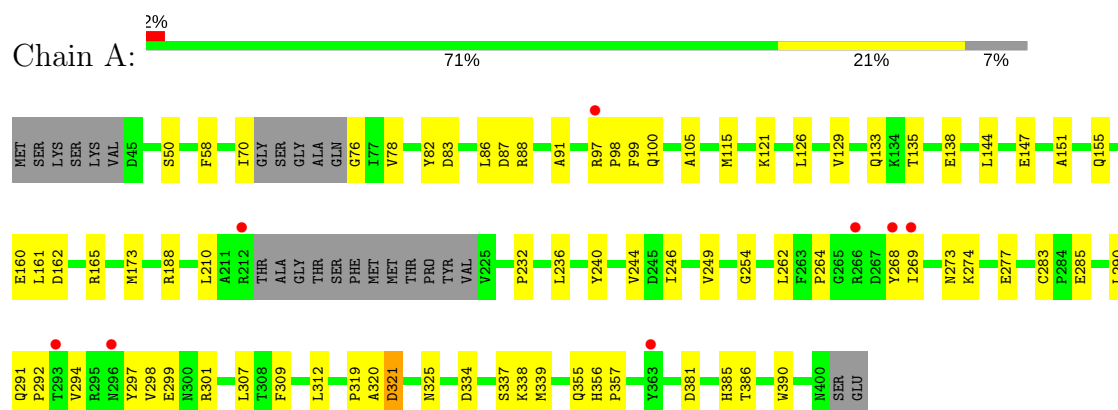 2%
Chain A:
71% 21% 7%
MET SER LYS SER LYS VAL D45 S50 F58 I70 GLY SER GLY ALA GLN G76 I77 V78 Y82 D83 L86 D87 R88 A91 R97 P98 F99 Q100 A105 M115 K121 L126 V129 Q133 K134 T135 E138 L144 E147 A151 Q155
E160 L161 D162 R165 M173 R188 L210 A211 R212 THR ALA GLY THR SER PHE MET MET THR PRO TYR VAL V225 P232 L236 Y240 V244 D245 I246 V249 G254 L262 F263 P264 G265 R266 D267 Y268 I269 N273 K274 E277 C283 P284 E285 L290
Q291 P292 T293 V294 R295 N296 Y297 V298 E299 N300 R301 L307 T308 F309 L312 P319 A320 D321 N325 D334 S337 K338 M339 Q355 H356 P357 Y363 D381 H385 T386 W390 N400 SER GLU